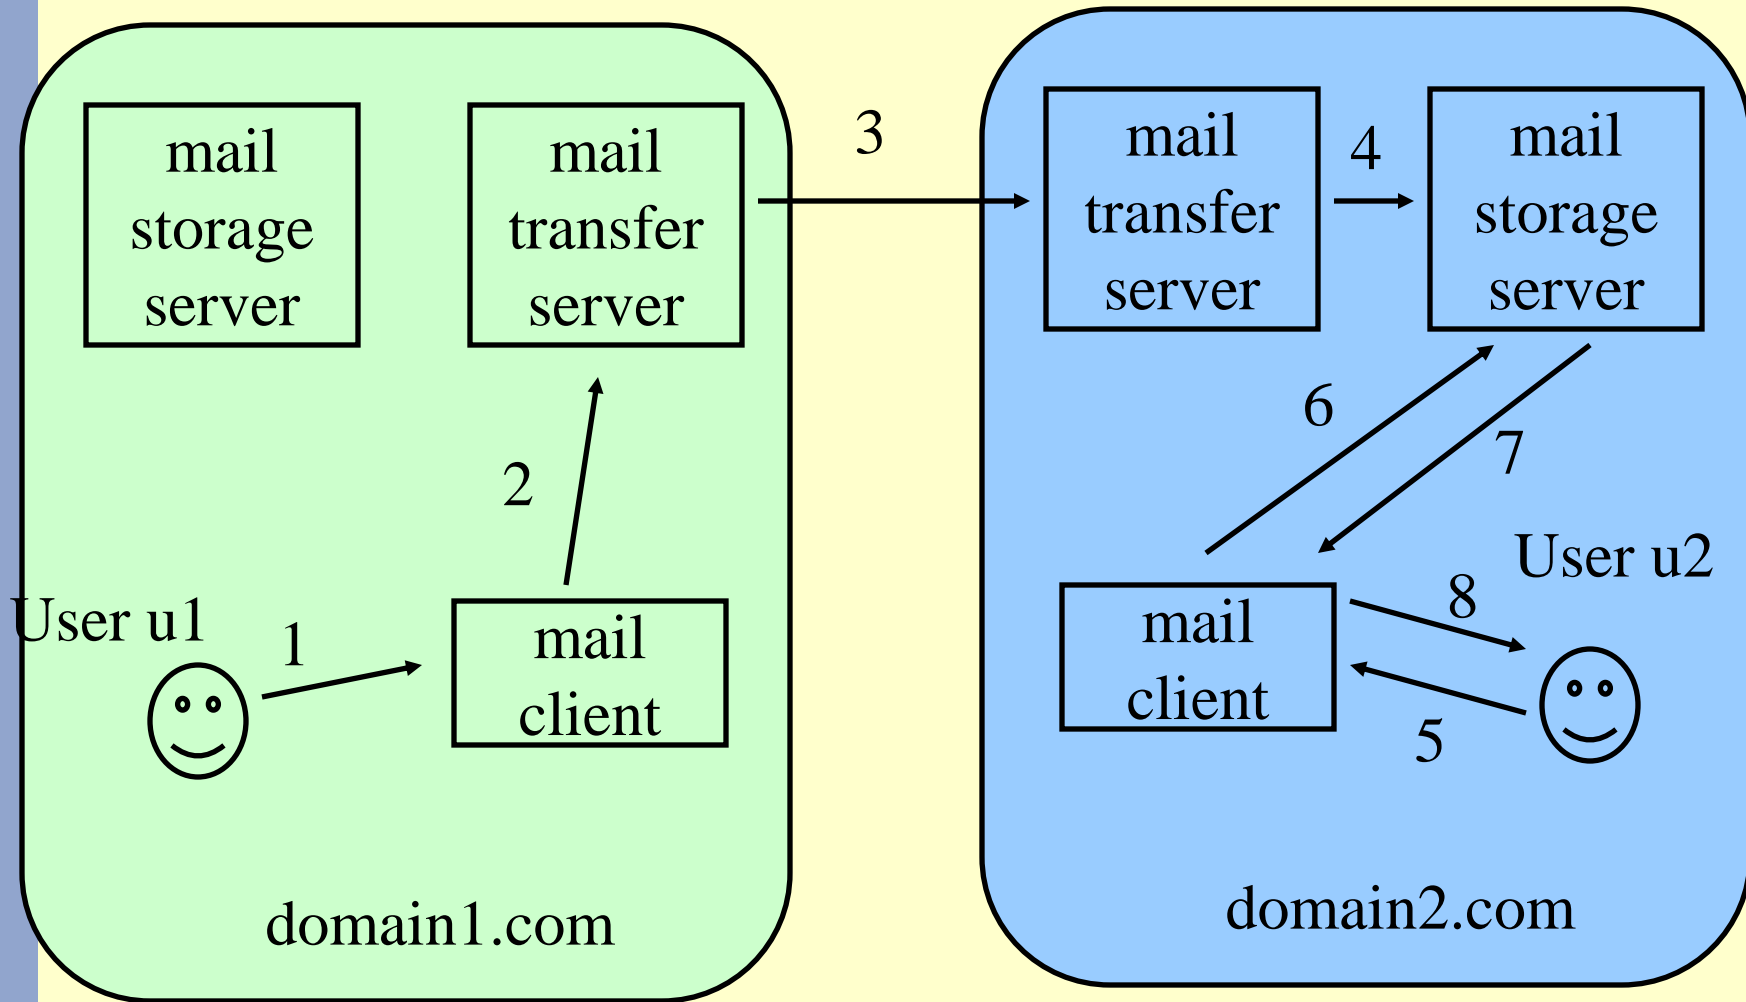 mail
storage
server
mail
transfer
server
3
mail
transfer
server
4
mail
storage
server
2
6
7
User u1
1
mail
client
mail
client
8
User u2
5
domain1.com
domain2.com